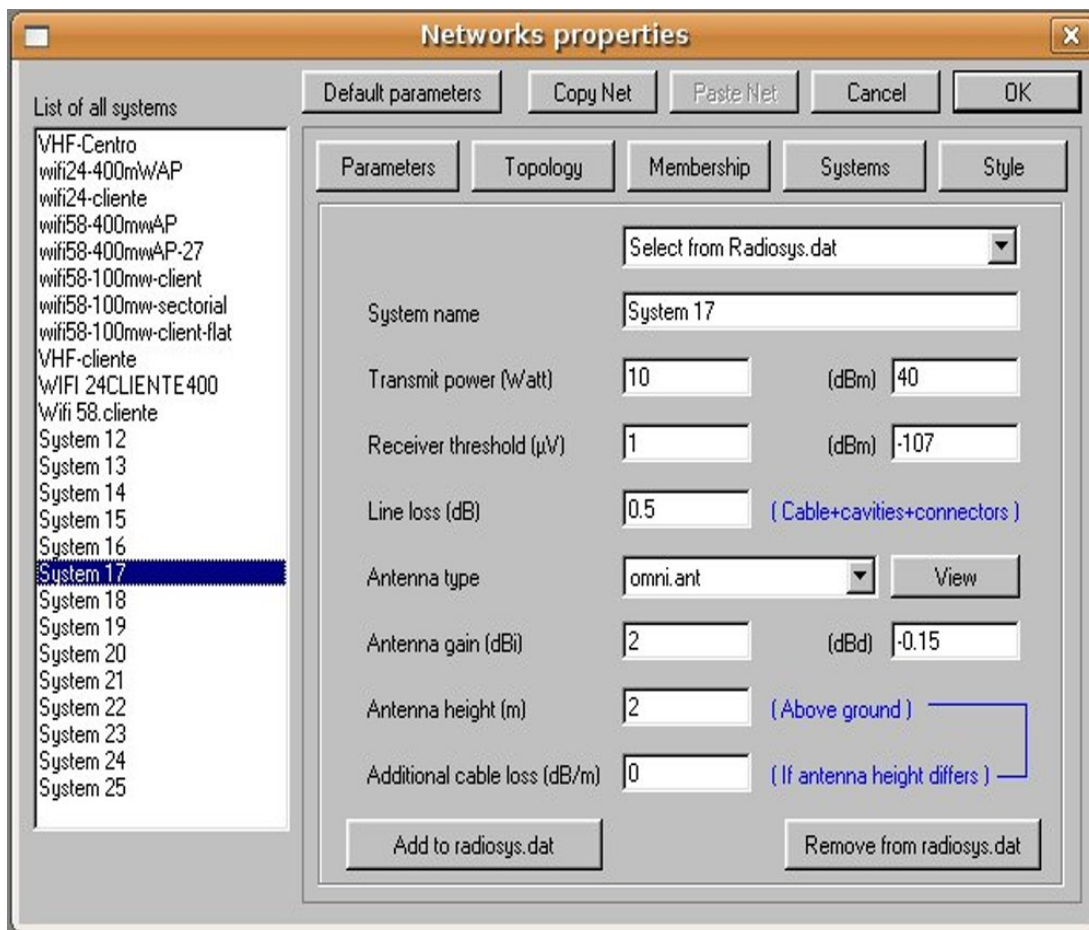 Networks properties
Default parameters
Copy Net
Paste Net
Cancel
OK
List of all systems
VHF-Centro
wifi24-400mWAP
wifi24-cliente
wifi58-400mwAP
wifi58-400mwAP-27
wifi58-100mw-client
wifi58-100mw-sectorial
wifi58-100mw-client-flat
VHF-cliente
WIFI 24CLIENTE400
Wifi 58.cliente
System 12
System 13
System 14
System 15
System 16
System 17
System 18
System 19
System 20
System 21
System 22
System 23
System 24
System 25
Parameters
Topology
Membership
Systems
Style
Select from Radiosys.dat
System name System 17
Transmit power (Watt) 10 (dBm) 40
Receiver threshold (µV) 1 (dBm) -107
Line loss (dB) 0.5 ( Cable+cavities+connectors )
Antenna type omni.ant View
Antenna gain (dBi) 2 (dBd) -0.15
Antenna height (m) 2 ( Above ground )
Additional cable loss (dB/m) 0 ( If antenna height differs )
Add to radiosys.dat
Remove from radiosys.dat